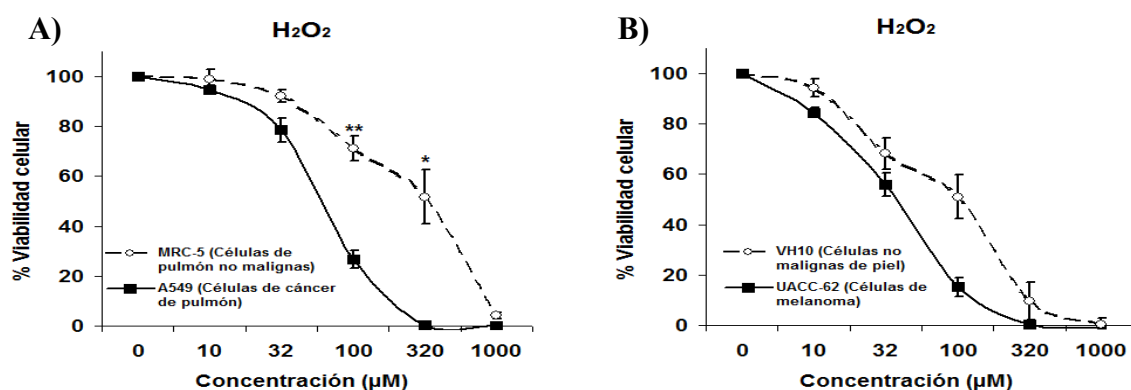 A)
H₂O₂
% Viabilidad celular
100
80
60
40
20
0
**
*
MRC-5 (Células de
pulmón no malignas)
A549 (Células de cáncer
de pulmón)
0 10 32 100 320 1000
Concentración (µM)
B)
H₂O₂
% Viabilidad celular
100
80
60
40
20
0
VH10 (Células no
malignas de piel)
UACC-62 (Células de
melanoma)
0 10 32 100 320 1000
Concentración (µM)